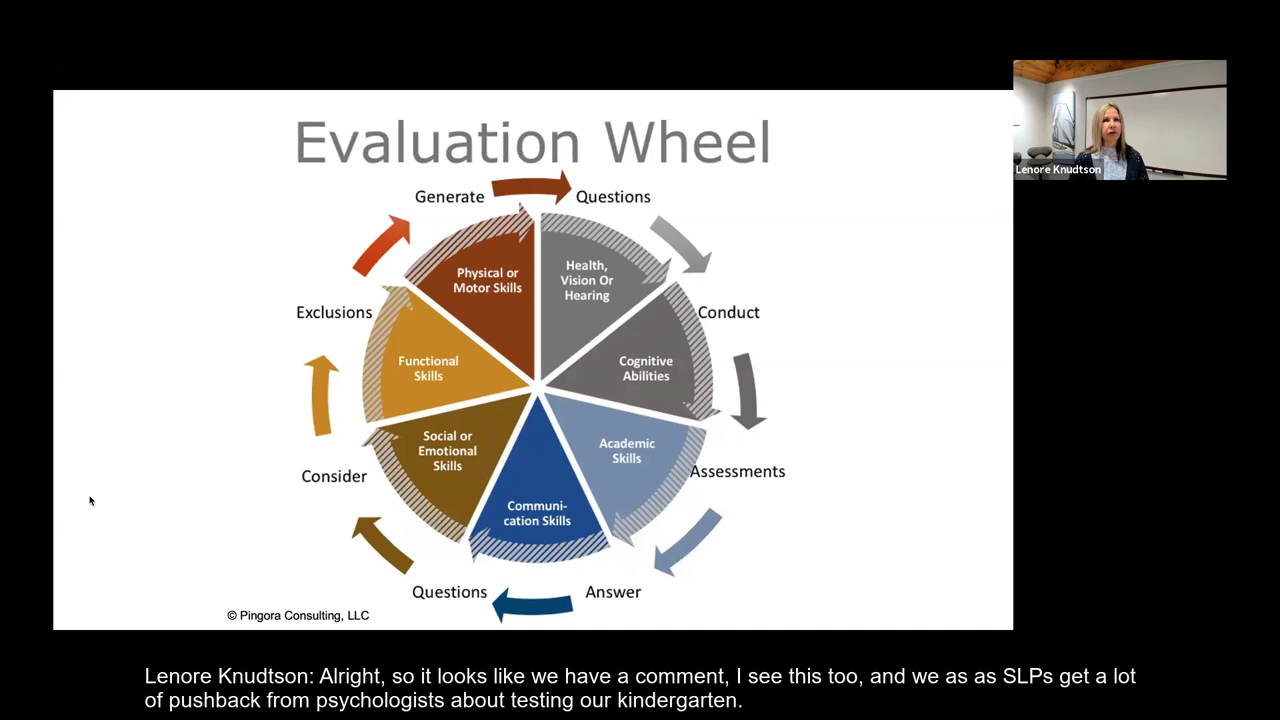 Evaluation Wheel
Generate
Questions
Physical or
Motor Skills
Health,
Vision Or
Hearing
Exclusions
Conduct
Functional
Skills
Cognitive
Abilities
Social or
Emotional
Skills
Academic
Skills
Consider
Assessments
Communi-
cation Skills
Questions
Answer
© Pingora Consulting, LLC
Lenore Knudtson
Lenore Knudtson: Alright, so it looks like we have a comment, I see this too, and we as as SLPs get a lot
of pushback from psychologists about testing our kindergarten.